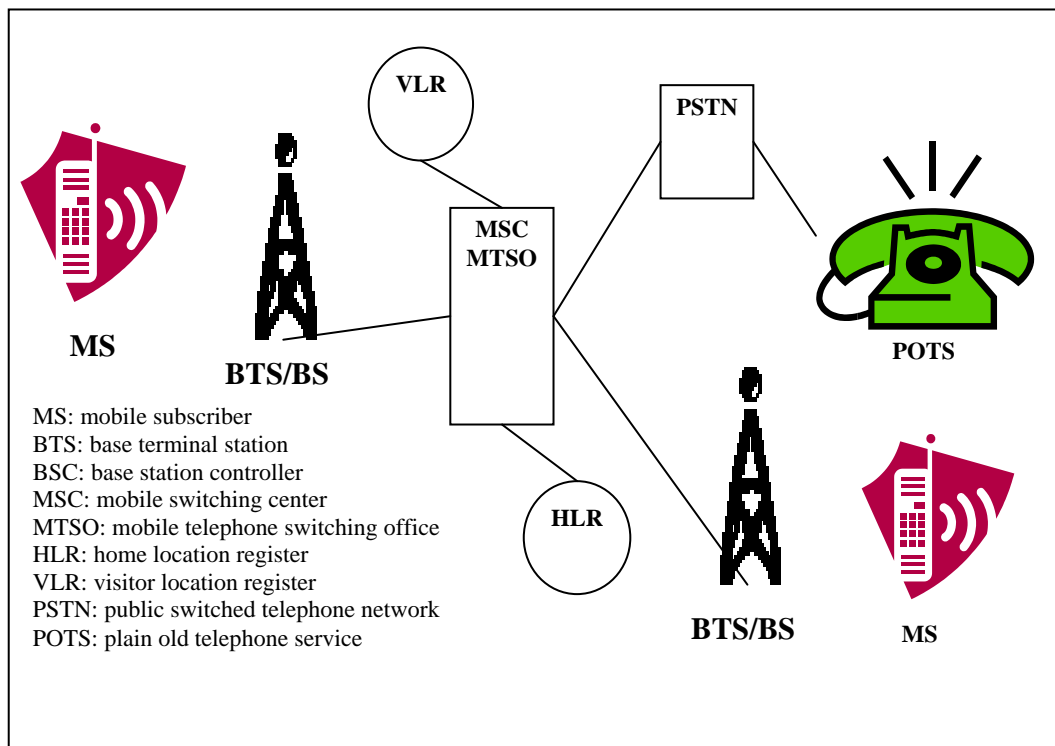 VLR
PSTN
MSC
MTSO
MS
BTS/BS
POTS
MS: mobile subscriber
BTS: base terminal station
BSC: base station controller
MSC: mobile switching center
MTSO: mobile telephone switching office
HLR: home location register
VLR: visitor location register
PSTN: public switched telephone network
POTS: plain old telephone service
HLR
BTS/BS
MS